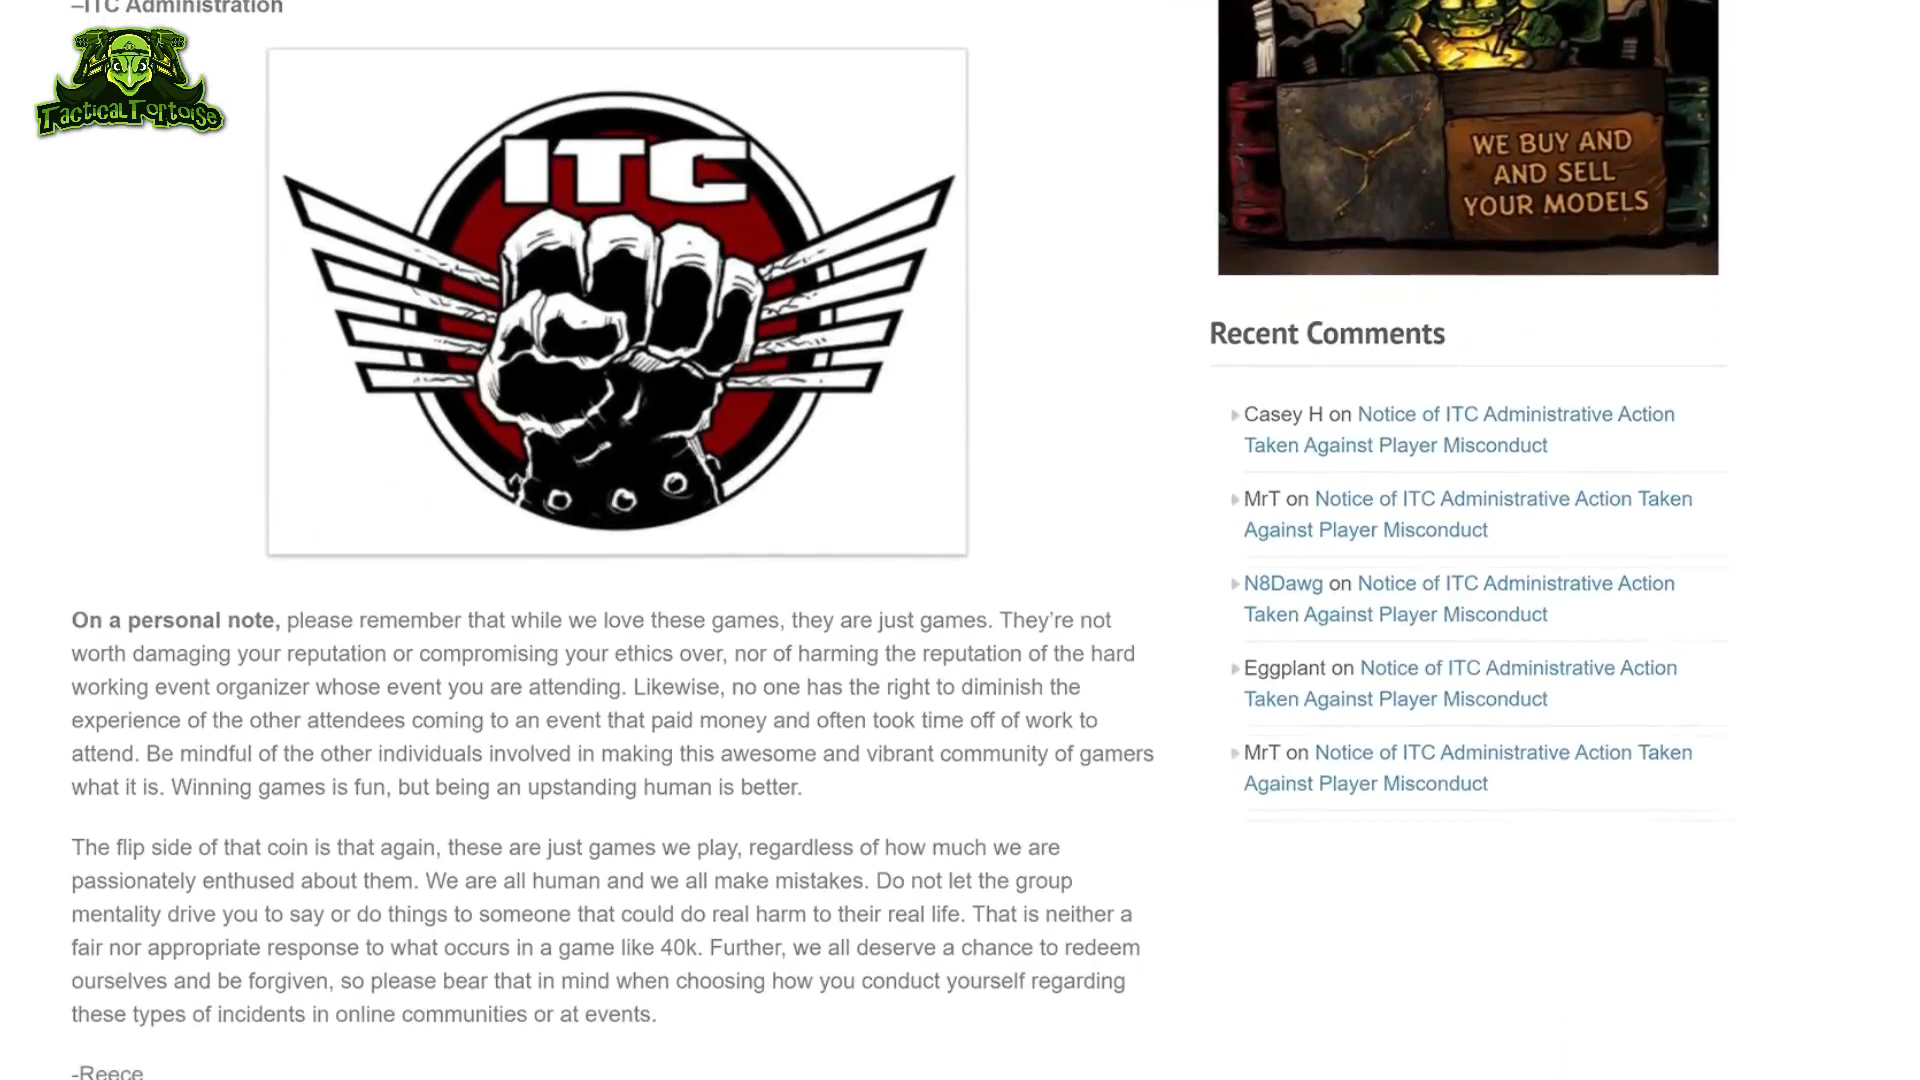 –ITC Administration
TacticalTortoise
ITC
WE BUY AND
AND SELL
YOUR MODELS
On a personal note, please remember that while we love these games, they are just games. They’re not
worth damaging your reputation or compromising your ethics over, nor of harming the reputation of the hard
working event organizer whose event you are attending. Likewise, no one has the right to diminish the
experience of the other attendees coming to an event that paid money and often took time off of work to
attend. Be mindful of the other individuals involved in making this awesome and vibrant community of gamers
what it is. Winning games is fun, but being an upstanding human is better.
The flip side of that coin is that again, these are just games we play, regardless of how much we are
passionately enthused about them. We are all human and we all make mistakes. Do not let the group
mentality drive you to say or do things to someone that could do real harm to their real life. That is neither a
fair nor appropriate response to what occurs in a game like 40k. Further, we all deserve a chance to redeem
ourselves and be forgiven, so please bear that in mind when choosing how you conduct yourself regarding
these types of incidents in online communities or at events.
-Reece
Recent Comments
Casey H on Notice of ITC Administrative Action
Taken Against Player Misconduct
MrT on Notice of ITC Administrative Action Taken
Against Player Misconduct
N8Dawg on Notice of ITC Administrative Action
Taken Against Player Misconduct
Eggplant on Notice of ITC Administrative Action
Taken Against Player Misconduct
MrT on Notice of ITC Administrative Action Taken
Against Player Misconduct